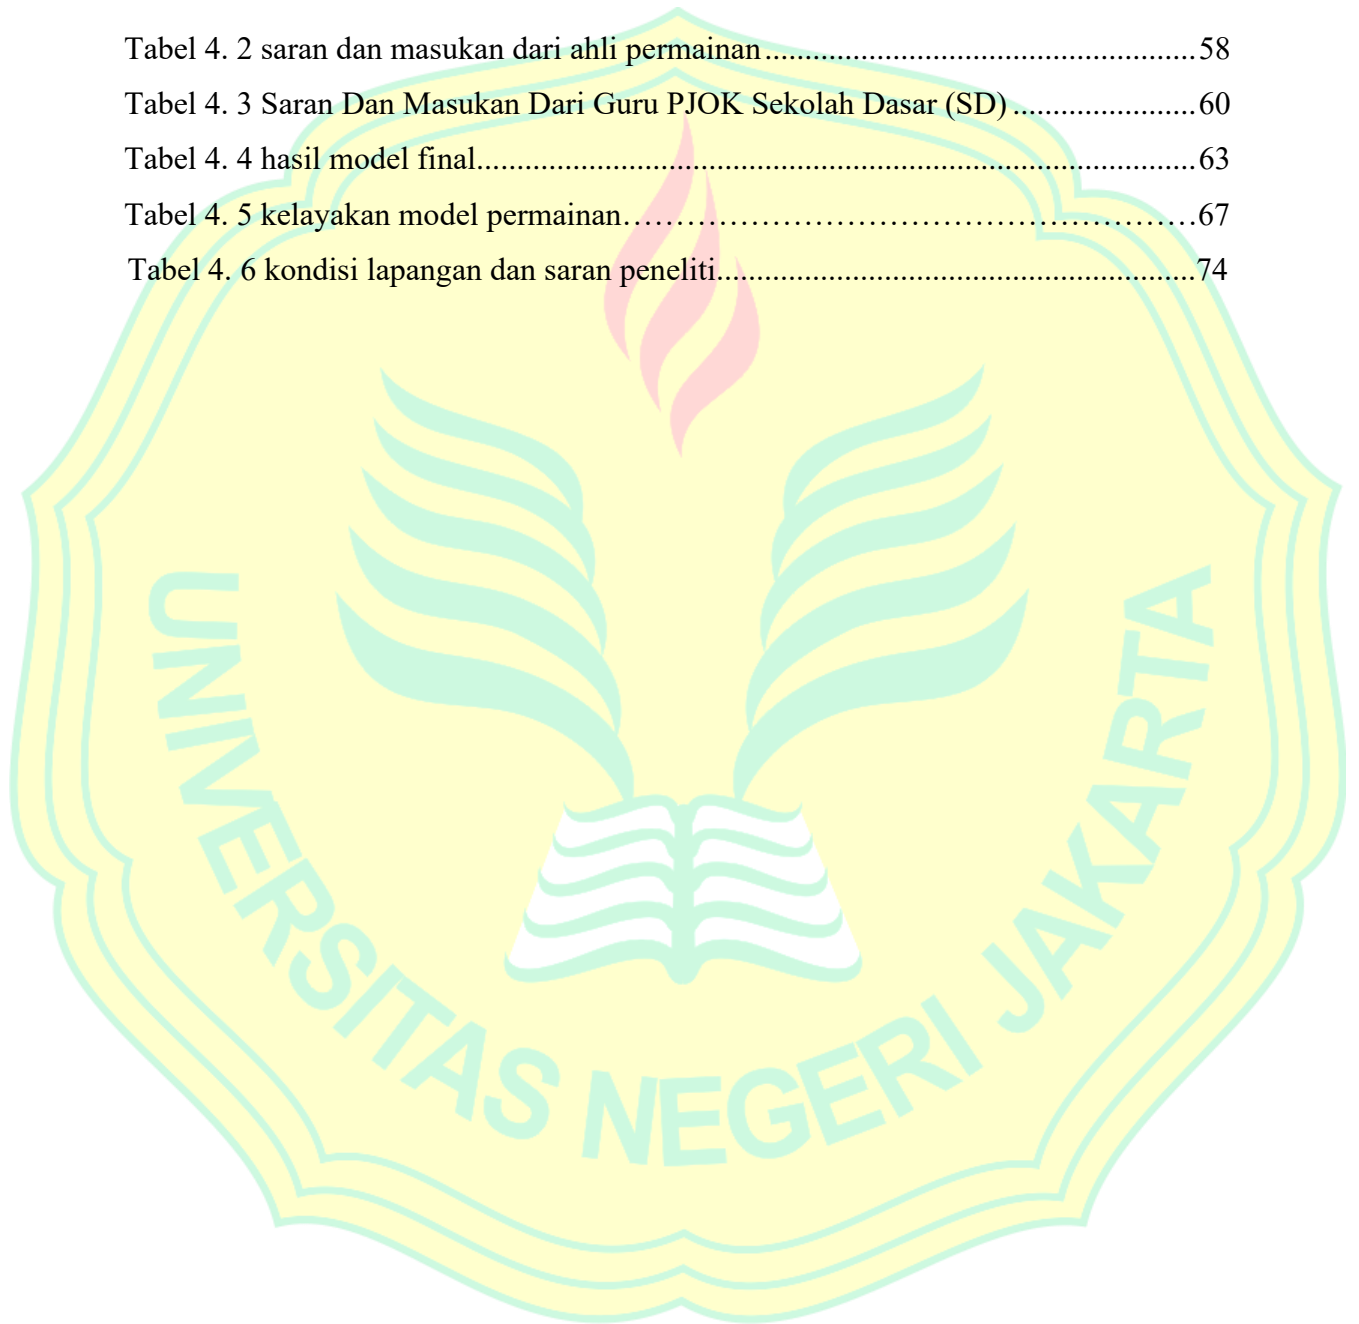 Tabel 4. 2 saran dan masukan dari ahli permainan......................................................58
Tabel 4. 3 Saran Dan Masukan Dari Guru PJOK Sekolah Dasar (SD).......................60
Tabel 4. 4 hasil model final..........................................................................................63
Tabel 4. 5 kelayakan model permainan……………………………………………………67
Tabel 4. 6 kondisi lapangan dan saran peneliti............................................................74
UNIVERSITAS NEGERI JAKARTA